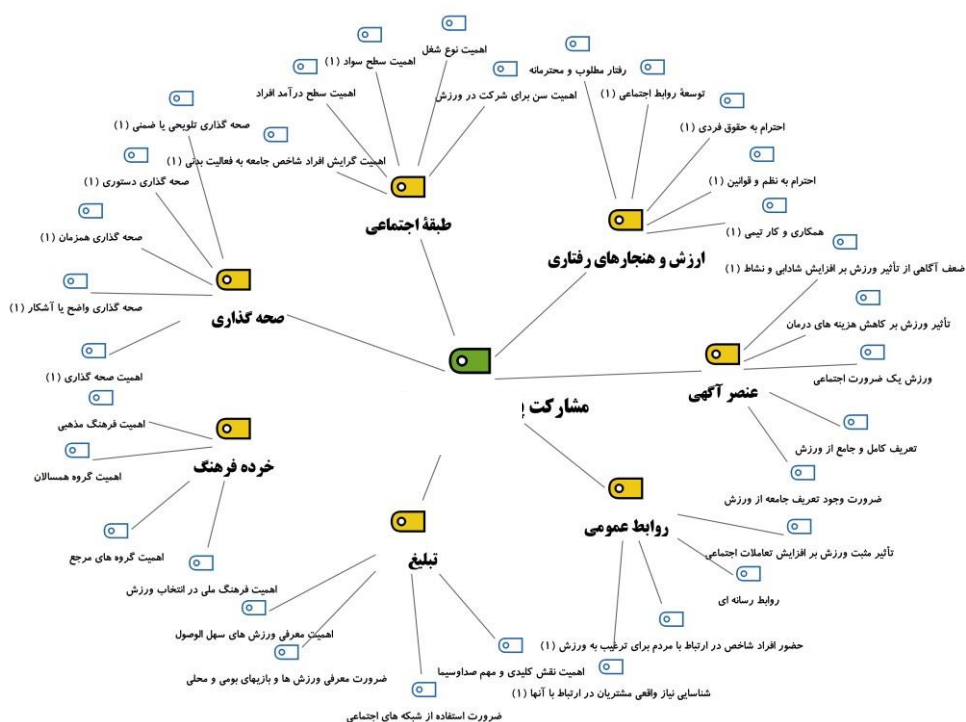 اهمیت نوع شغل
اهمیت سطح سواد (۱)
رفتار مطلوب و محترمانه
اهمیت سطح درآمد افراد
اهمیت سن برای شرکت در ورزش
توسعۀ روابط اجتماعی (۱)
صحه گذاری تلویحی یا ضمنی (۱)
احترام به حقوق فردی (۱)
اهمیت گرایش افراد شاخص جامعه به فعالیت بدنی (۱)
صحه گذاری دستوری (۱)
احترام به نظم و قوانین (۱)
طبقۀ اجتماعی
صحه گذاری همزمان (۱)
همکاری و کار تیمی (۱)
ارزش و هنجارهای رفتاری
ضعف آگاهی از تأثیر ورزش بر افزایش شادابی و نشاط (۱)
صحه گذاری واضح یا آشکار (۱)
صحه گذاری
تأثیر ورزش بر کاهش هزینه های درمان
اهمیت صحه گذاری (۱)
ورزش یک ضرورت اجتماعی
عنصر آگهی
مشارکت
اهمیت فرهنگ مذهبی
تعریف کامل و جامع از ورزش
خرده فرهنگ
اهمیت گروه همسالان
ضرورت وجود تعریف جامعه از ورزش
روابط عمومی
تأثیر مثبت ورزش بر افزایش تعاملات اجتماعی
تبلیغ
اهمیت گروه های مرجع
اهمیت فرهنگ ملی در انتخاب ورزش
روابط رسانه ای
اهمیت معرفی ورزش های سهل الوصول
حضور افراد شاخص در ارتباط با مردم برای ترغیب به ورزش (۱)
اهمیت نقش کلیدی و مهم صداوسیما
ضرورت معرفی ورزش ها و بازیهای بومی و محلی
شناسایی نیاز واقعی مشتریان در ارتباط با آنها (۱)
ضرورت استفاده از شبکه های اجتماعی